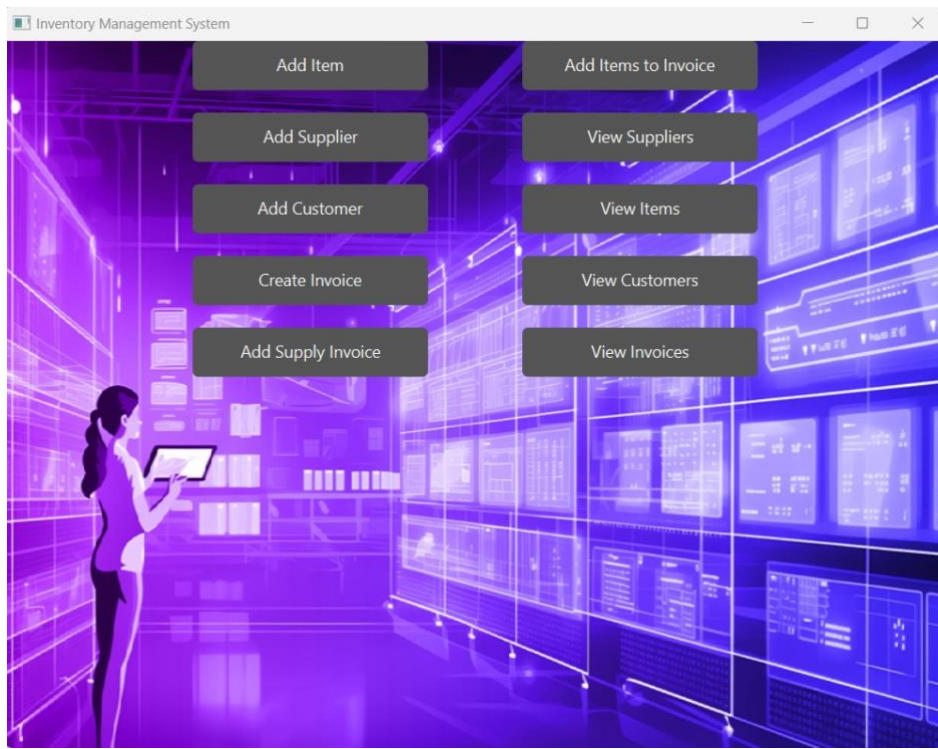 Inventory Management System
Add Item
Add Items to Invoice
Add Supplier
View Suppliers
Add Customer
View Items
Create Invoice
View Customers
Add Supply Invoice
View Invoices